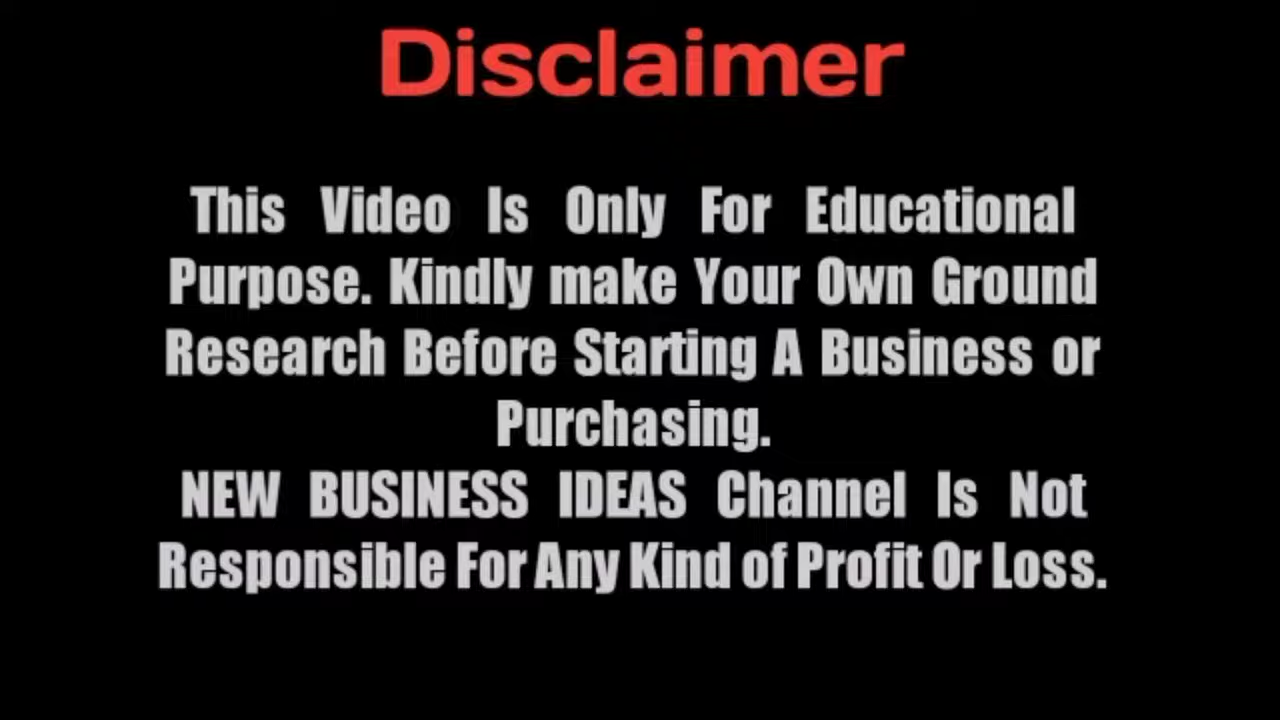 Disclaimer
This Video Is Only For Educational
Purpose. Kindly make Your Own Ground
Research Before Starting A Business or
Purchasing.
NEW BUSINESS IDEAS Channel Is Not
Responsible For Any Kind of Profit Or Loss.